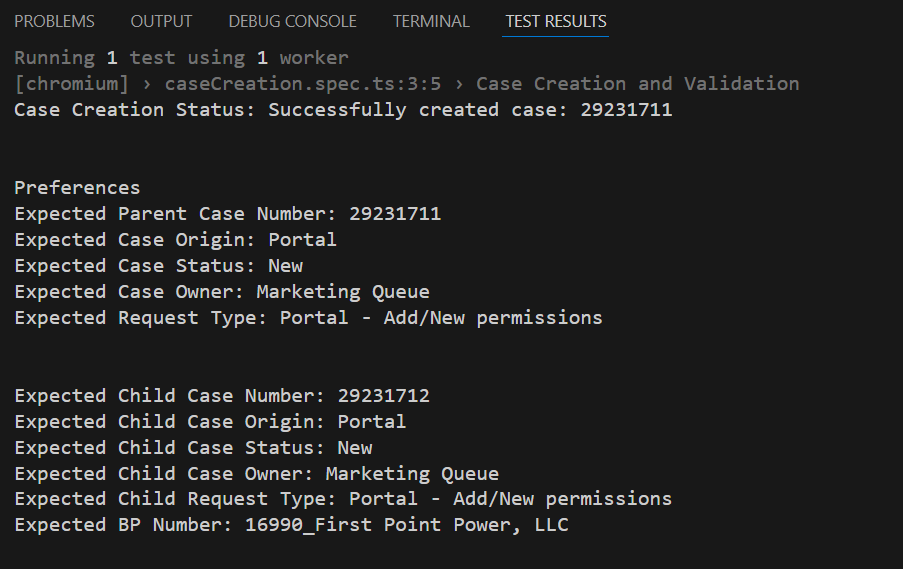 PROBLEMS OUTPUT DEBUG CONSOLE TERMINAL TEST RESULTS
Running 1 test using 1 worker
[chromium] › caseCreation.spec.ts:3:5 › Case Creation and Validation
Case Creation Status: Successfully created case: 29231711
Preferences
Expected Parent Case Number: 29231711
Expected Case Origin: Portal
Expected Case Status: New
Expected Case Owner: Marketing Queue
Expected Request Type: Portal - Add/New permissions
Expected Child Case Number: 29231712
Expected Child Case Origin: Portal
Expected Child Case Status: New
Expected Child Case Owner: Marketing Queue
Expected Child Request Type: Portal - Add/New permissions
Expected BP Number: 16990_First Point Power, LLC